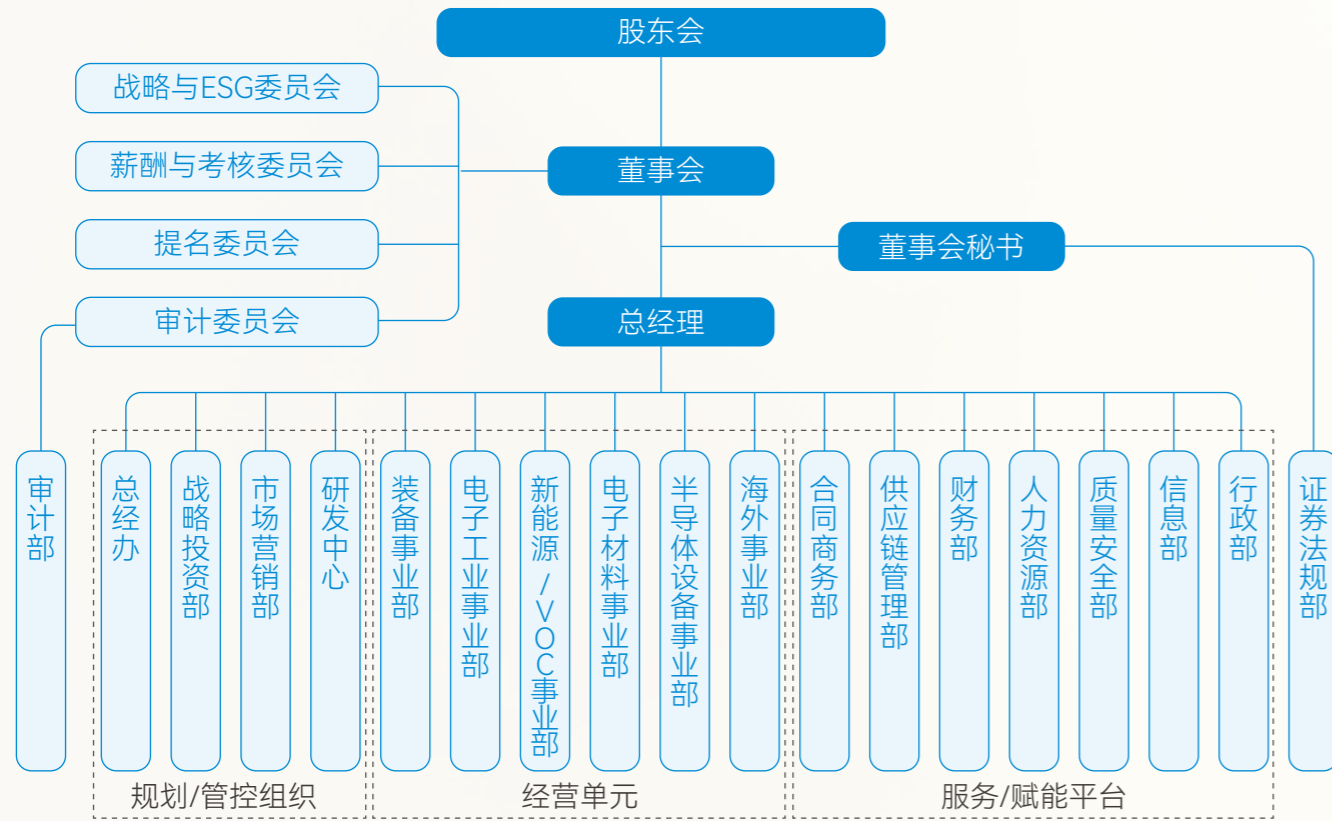 股东会
战略与ESG委员会
薪酬与考核委员会
董事会
提名委员会
董事会秘书
审计委员会
总经理
审计部
总经办
战略投资部
市场营销部
研发中心
装备事业部
电子工业事业部
新能源/VOC事业部
电子材料事业部
半导体设备事业部
海外事业部
合同商务部
供应链管理部
财务部
人力资源部
质量安全部
信息部
行政部
证券法规部
规划/管控组织
经营单元
服务/赋能平台